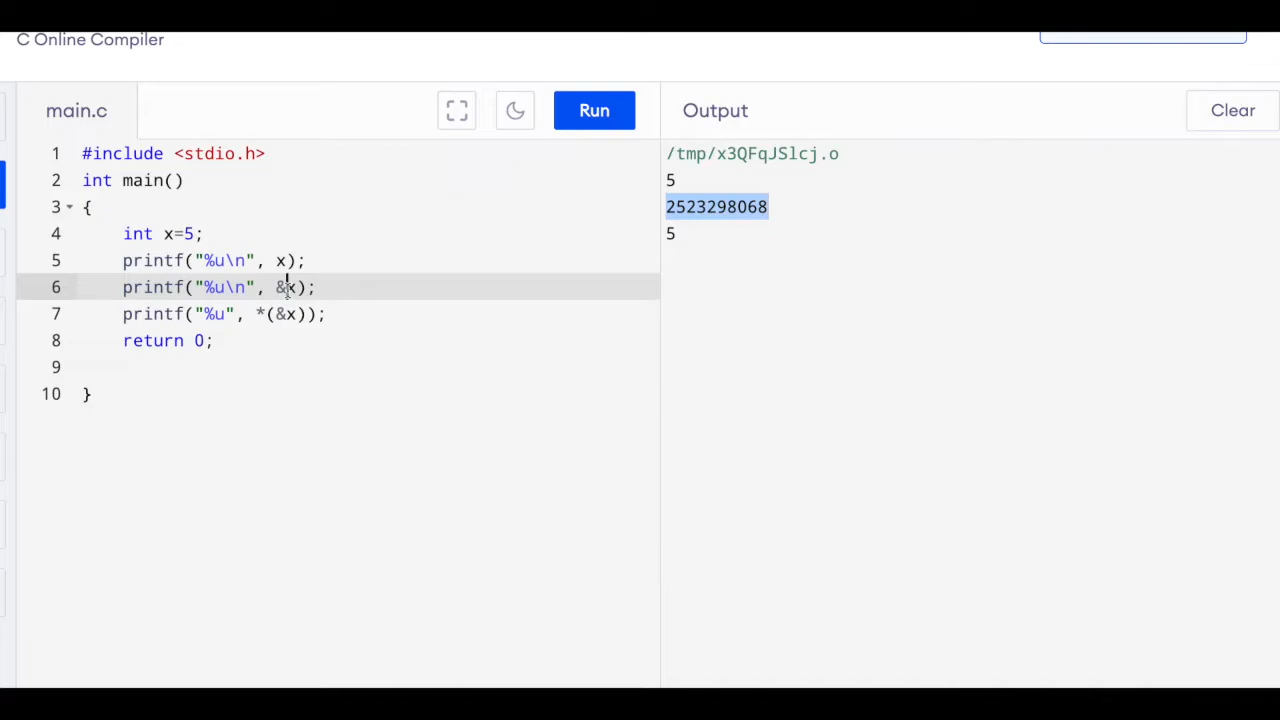 C Online Compiler
main.c
Run
Output
Clear
1 #include <stdio.h>
2 int main()
3 {
4 int x=5;
5 printf("%u\n", x);
6 printf("%u\n", &x);
7 printf("%u", *(&x));
8 return 0;
9
10 }
/tmp/x3QFqJSlcj.o
5
2523298068
5